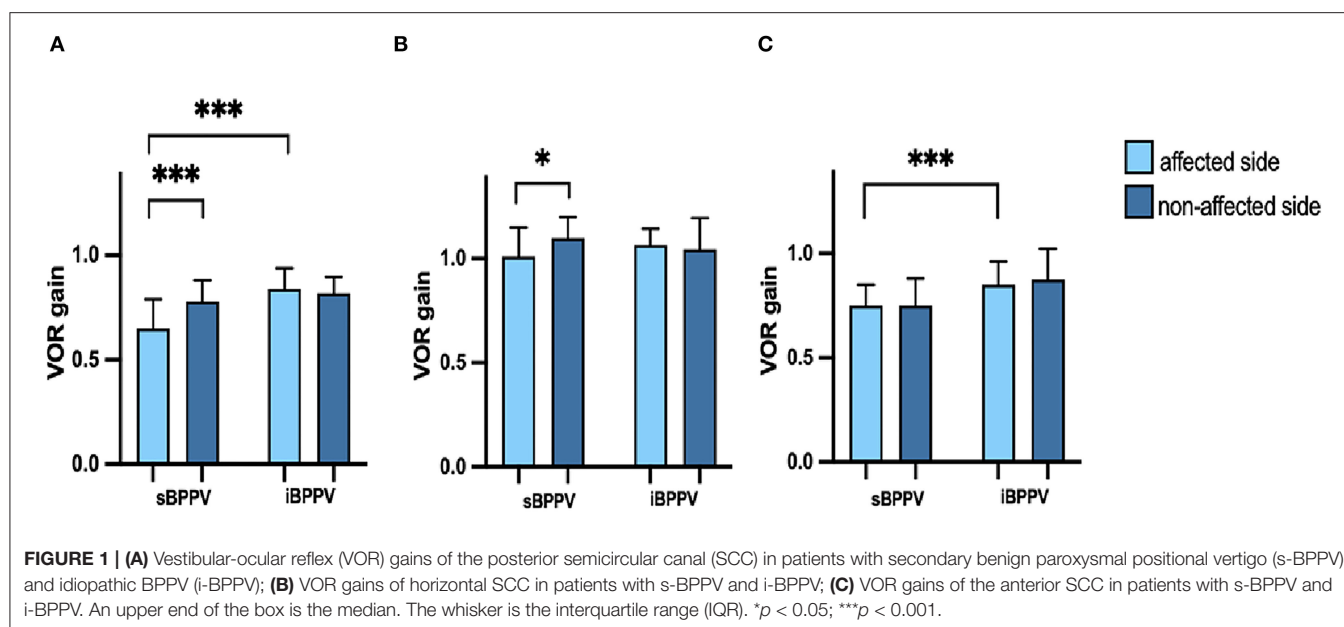 A
B
C
***
***
*
***
affected side
non-affected side
VOR gain
1.0
0.5
0.0
sBPPV
iBPPV
VOR gain
1.0
0.5
0.0
sBPPV
iBPPV
VOR gain
1.0
0.5
0.0
sBPPV
iBPPV
FIGURE 1 | (A) Vestibular-ocular reflex (VOR) gains of the posterior semicircular canal (SCC) in patients with secondary benign paroxysmal positional vertigo (s-BPPV)
and idiopathic BPPV (i-BPPV); (B) VOR gains of horizontal SCC in patients with s-BPPV and i-BPPV; (C) VOR gains of the anterior SCC in patients with s-BPPV and
i-BPPV. An upper end of the box is the median. The whisker is the interquartile range (IQR). *p < 0.05; ***p < 0.001.